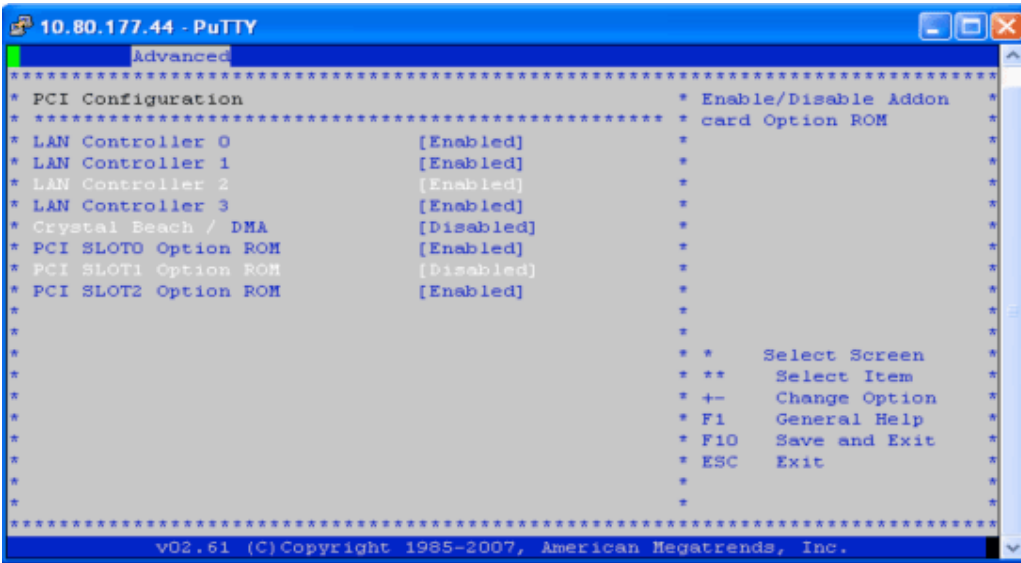 10.80.177.44 - PuTTY
Advanced
********************************************************************************
* PCI Configuration * Enable/Disable Addon *
* *************************************************** * card Option ROM *
* LAN Controller 0 [Enabled] * *
* LAN Controller 1 [Enabled] * *
* LAN Controller 2 [Enabled] * *
* LAN Controller 3 [Enabled] * *
* Crystal Beach / DMA [Disabled] * *
* PCI SLOT0 Option ROM [Enabled] * *
* PCI SLOT1 Option ROM [Disabled] * *
* PCI SLOT2 Option ROM [Enabled] * *
* * *
* * *
* * * Select Screen *
* * ** Select Item *
* * +- Change Option *
* * F1 General Help *
* * F10 Save and Exit *
* * ESC Exit *
* * *
* * *
********************************************************************************
v02.61 (C)Copyright 1985-2007, American Megatrends, Inc.